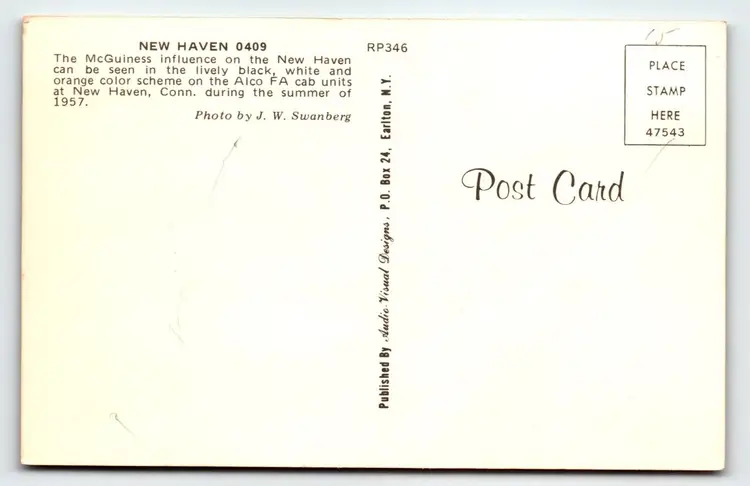 NEW HAVEN 0409
The McGuiness influence on the New Haven
can be seen in the lively black, white and
orange color scheme on the Alco FA cab units
at New Haven, Conn. during the summer of
1957.
Photo by J. W. Swanberg
RP346
Published By Audio-Visual Designs, P.O. Box 24, Earlton, N.Y.
15
PLACE
STAMP
HERE
47543
Post Card